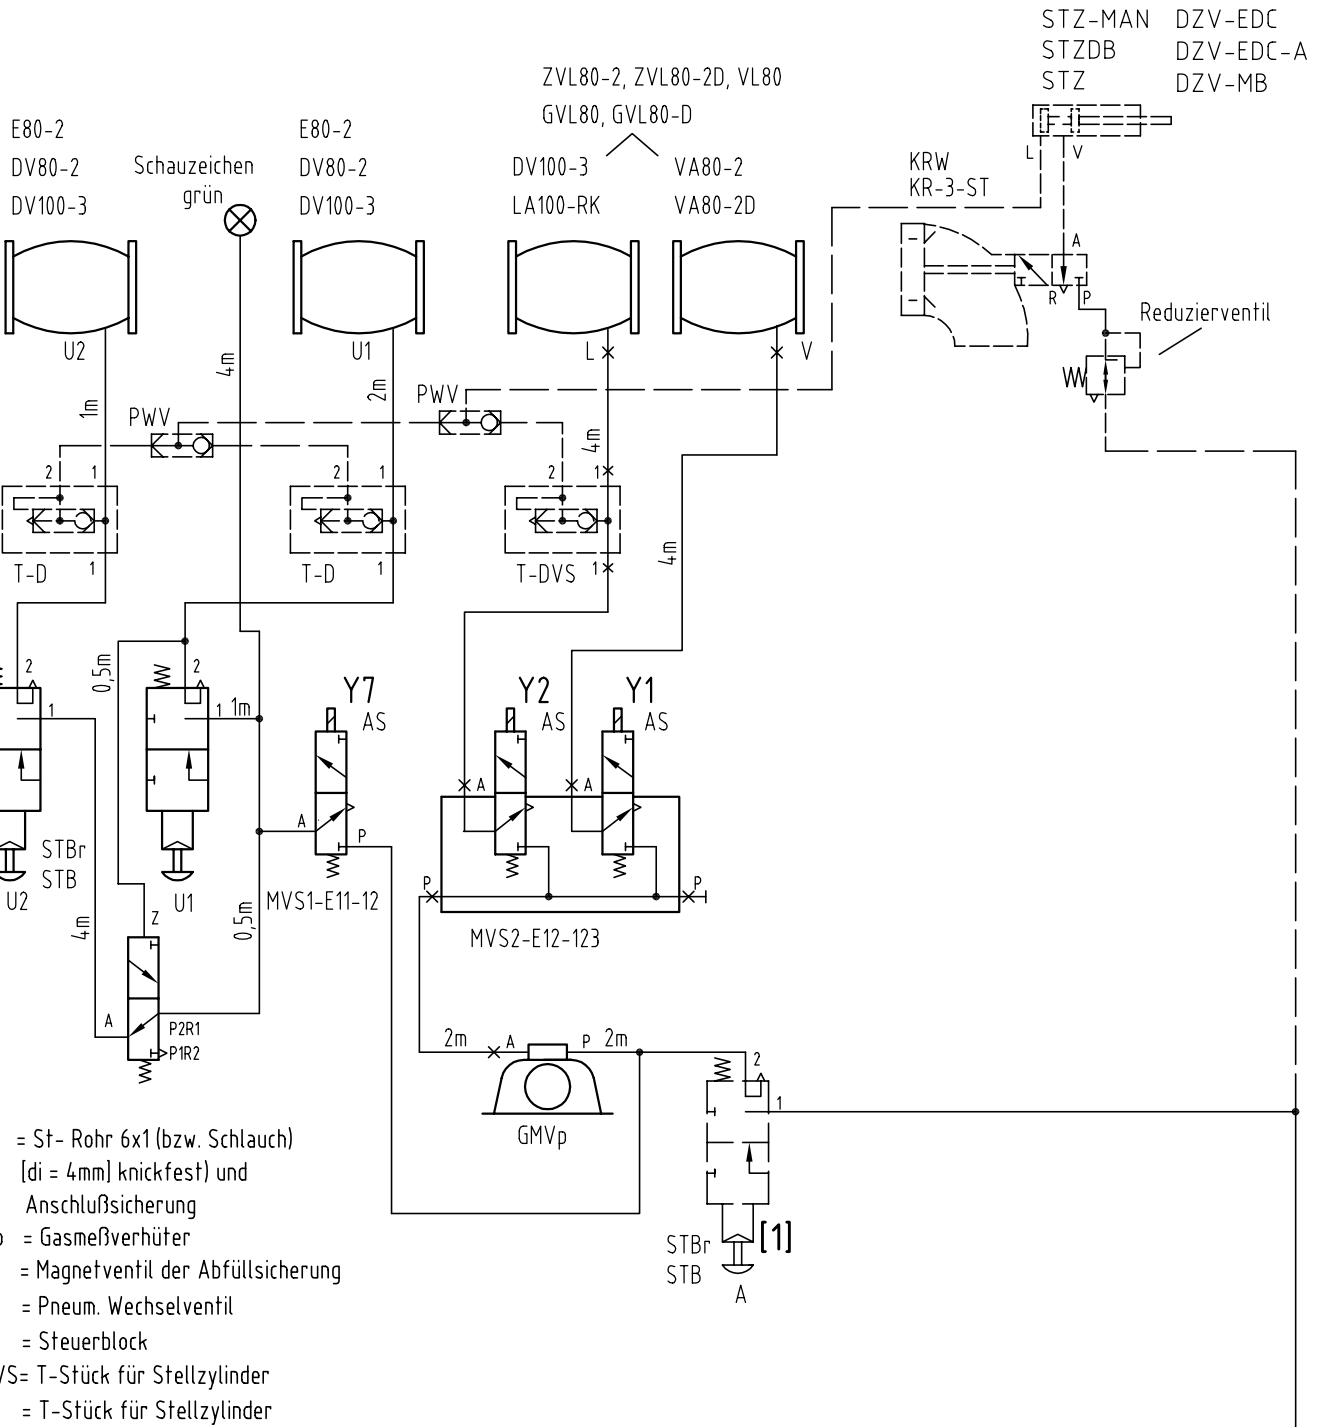 STZ-MAN DZV-EDC
STZDB DZV-EDC-A
STZ DZV-MB
ZVL80-2, ZVL80-2D, VL80
GVL80, GVL80-D
E80-2
DV80-2
DV100-3
Schauzeichen
grün
E80-2
DV80-2
DV100-3
DV100-3
LA100-RK
VA80-2
VA80-2D
KRW
KR-3-ST
L V
A
R P
Reduzierventil
U2
U1
L
V
4m
1m
2m
PWV
PWV
4m
2 1
2 1
2 1
T-D 1
T-D 1
T-DVS 1
4m
0,5m
2
1
2
1 1m
Y7
AS
Y2
AS
Y1
AS
A
A
A
P
STBr
STB
U2
U1
MVS1-E11-12
P
P
4m
Z
0,5m
MVS2-E12-123
A
P2R1
P1R2
2m A P 2m
GMVp
2
1
= St- Rohr 6x1 (bzw. Schlauch)
[di = 4mm] knickfest) und
Anschlußsicherung
= Gasmeßverhüter
= Magnetventil der Abfüllsicherung
= Pneum. Wechselventil
= Steuerblock
/S= T-Stück für Stellzylinder
= T-Stück für Stellzylinder
STBr
STB
[1]
A